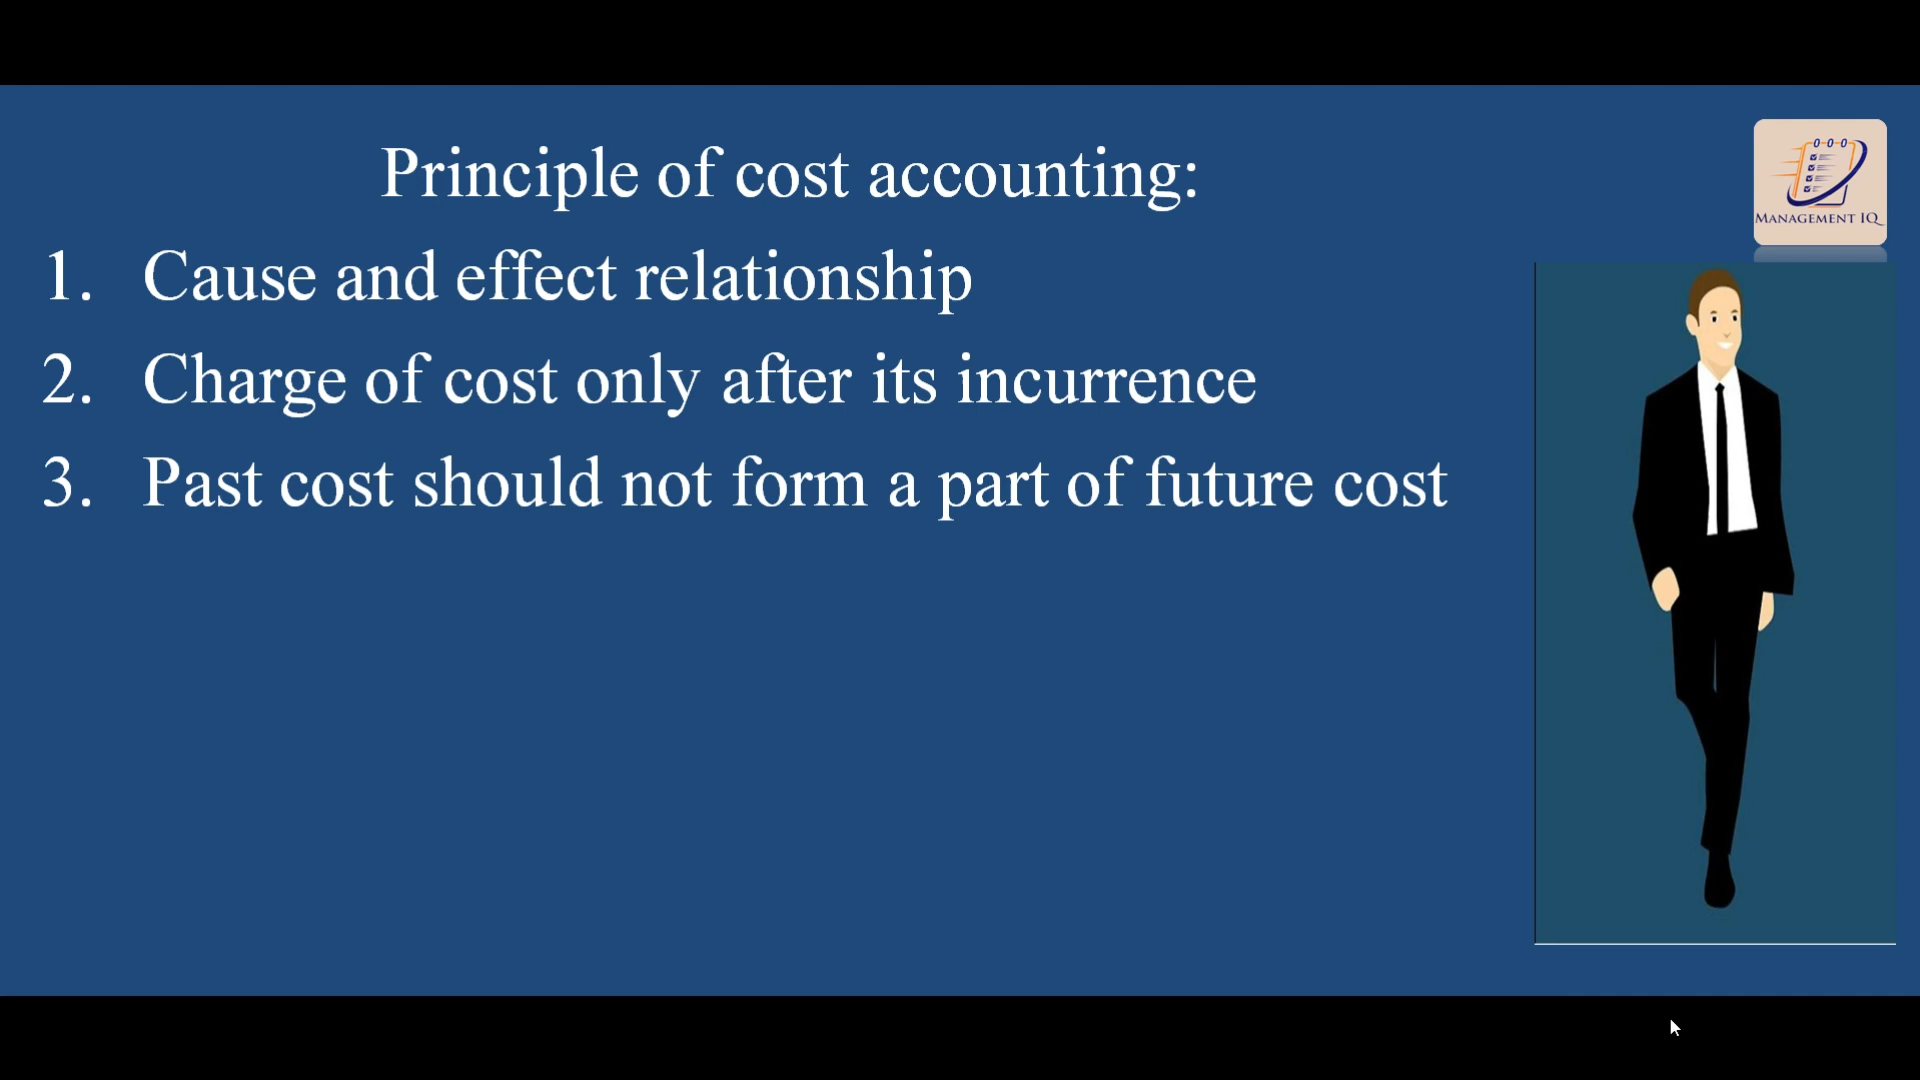 Principle of cost accounting:
1. Cause and effect relationship
2. Charge of cost only after its incurrence
3. Past cost should not form a part of future cost
MANAGEMENT IQ